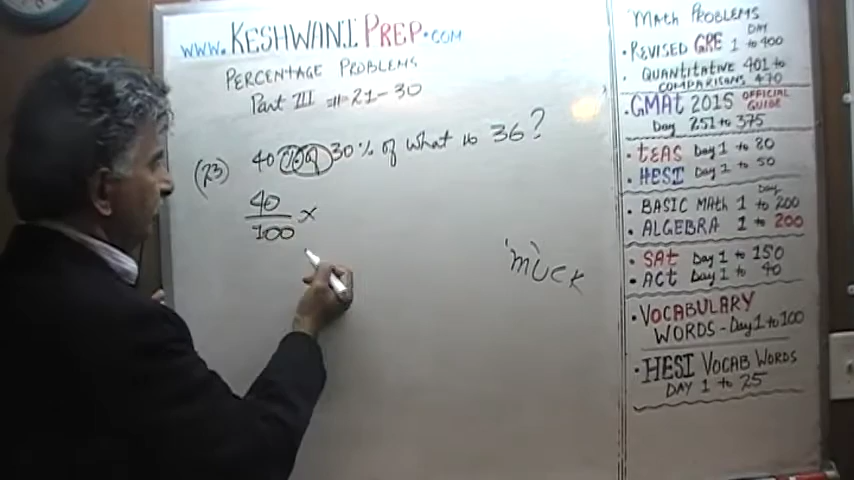 www.KESHWANI PREP.COM
PERCENTAGE PROBLEMS
Part III # 21-30
(23) 40% of 30% of what is 36?
40
100
x
'muck
MATH PROBLEMS
• REVISED GRE DAY 1 to 400
• QUANTITATIVE 401 to
COMPARISONS 470
• GMAt 2015 OFFICIAL GUIDE
Day 251 to 375
• tEAS Day 1 to 20
• HESI Day 1 to 50
Day
• BASIC MAtH 1 to 200
• ALGEBRA 1 to 200
• SAt Day 1 to 150
• ACt Day 1 to 40
• VOCABULARY
WORDS - Day 1 to 100
• HESI VOCAB WORDS
DAY 1 to 25